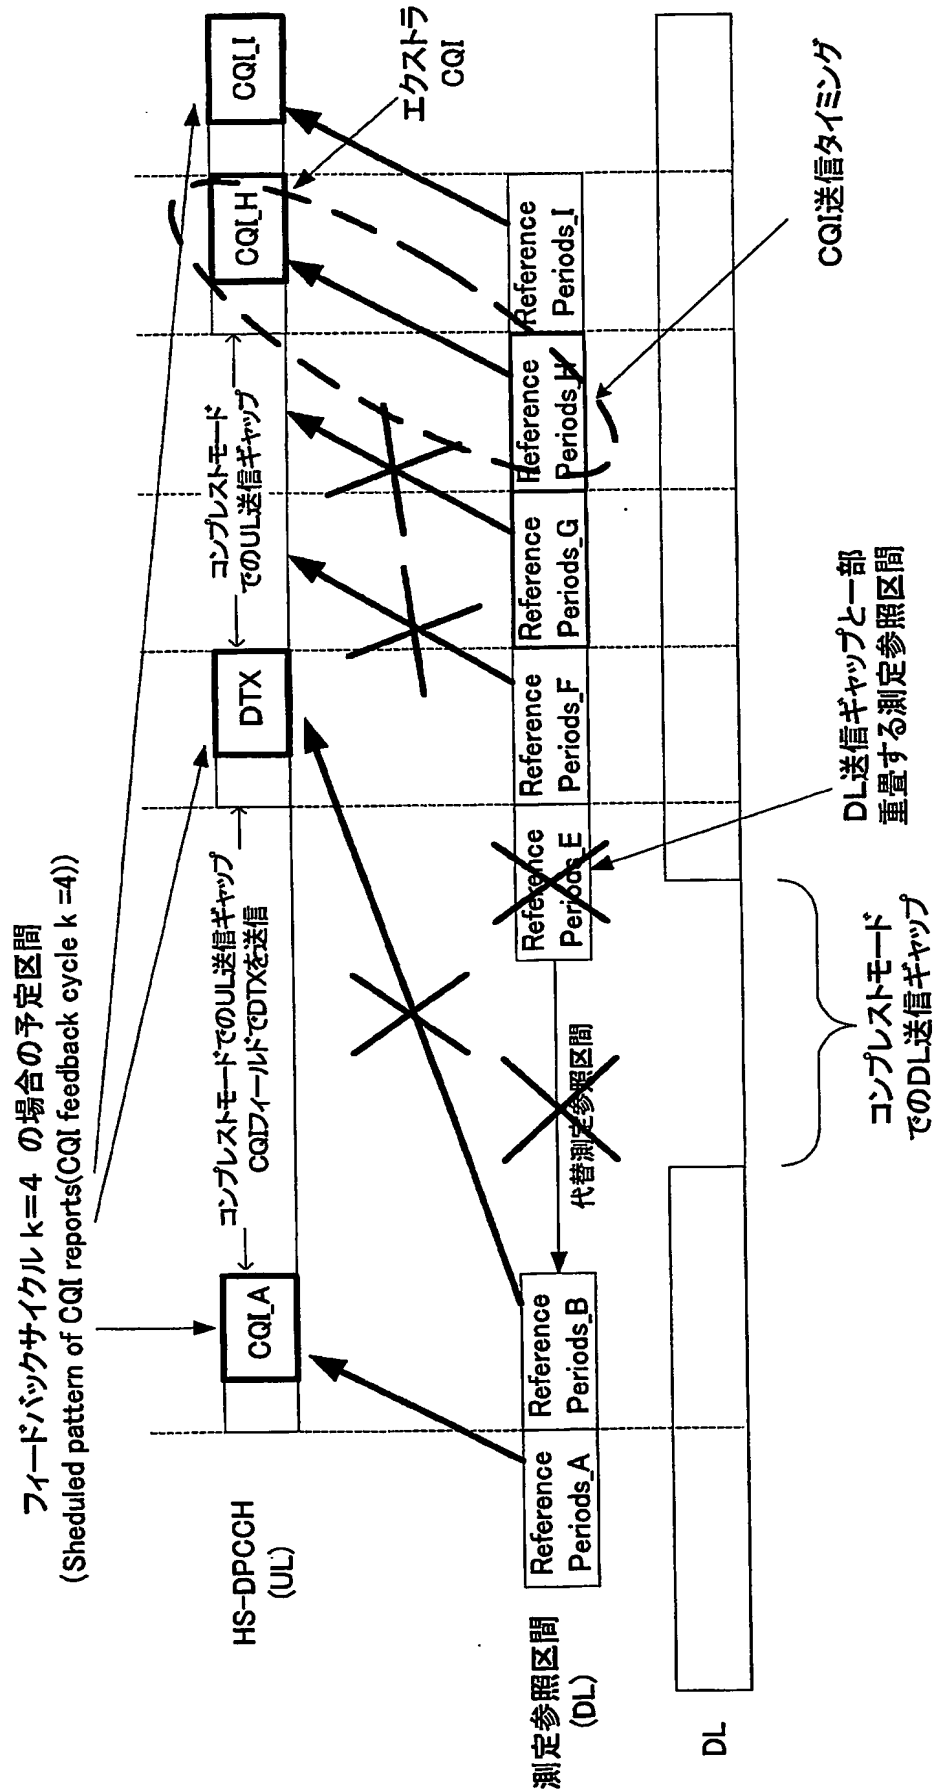 フィードバックサイクル k=4 の場合の予定区間
(Sheduled pattern of CQI reports(CQI feedback cycle k =4))
HS-DPCCH
(UL)
CQI_A
コンプレストモードでのUL送信ギャップ
CQIフィールドでDTXを送信
DTX
コンプレストモード
でのUL送信ギャップ
CQI_H
CQI_I
エクストラ
CQI
測定参照区間
(DL)
Reference
Periods_A
Reference
Periods_B
代替測定参照区間
Reference
Periods_E
Reference
Periods_F
Reference
Periods_G
Reference
Periods_H
Reference
Periods_I
CQI送信タイミング
DL送信ギャップと一部
重畳する測定参照区間
コンプレストモード
でのDL送信ギャップ
DL